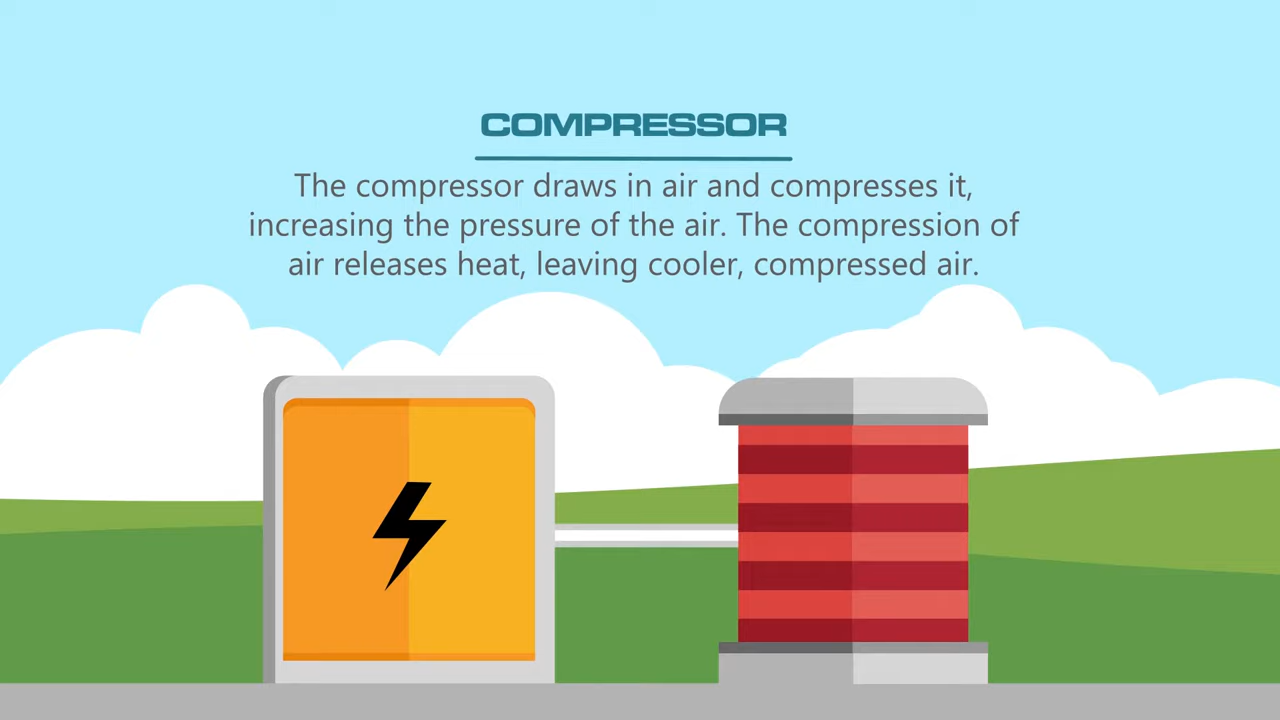 COMPRESSOR
The compressor draws in air and compresses it,
increasing the pressure of the air. The compression of
air releases heat, leaving cooler, compressed air.